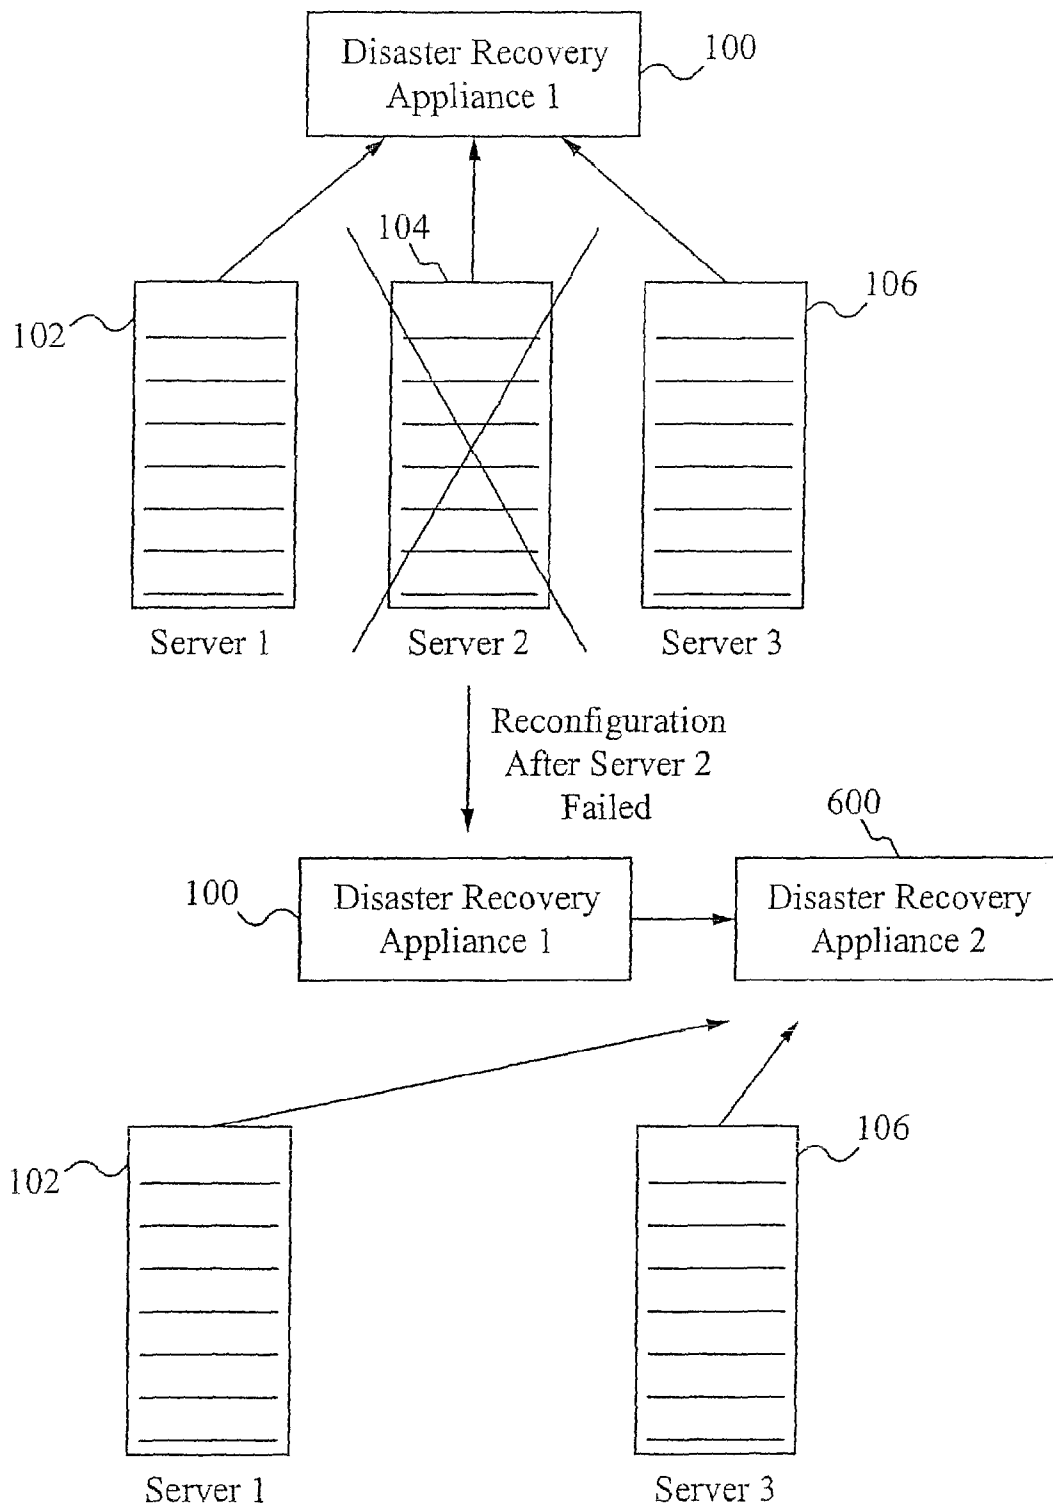 Disaster Recovery
Appliance 1
100
104
102
106
Server 1
Server 2
Server 3
Reconfiguration
After Server 2
Failed
600
100
Disaster Recovery
Appliance 1
Disaster Recovery
Appliance 2
102
106
Server 1
Server 3